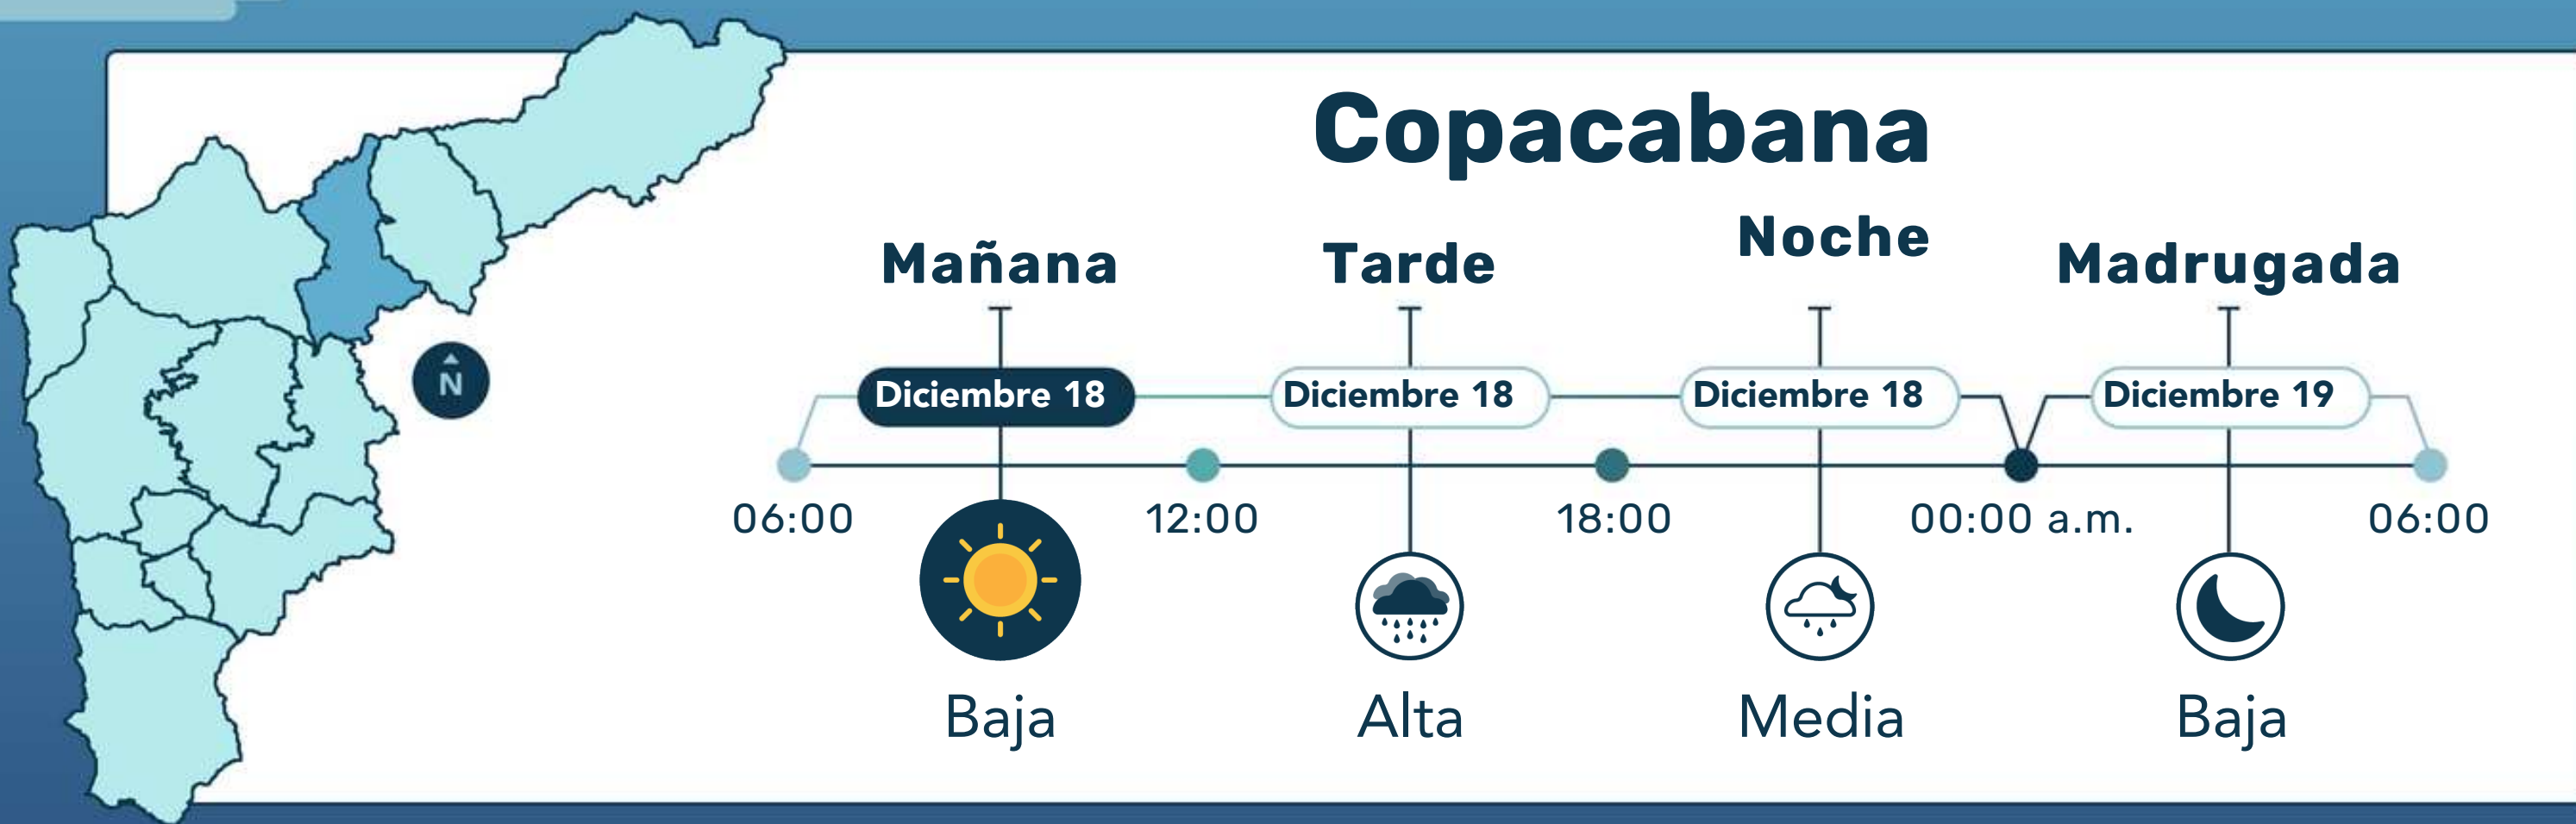 Copacabana
Mañana
Tarde
Noche
Madrugada
Diciembre 18
Diciembre 18
Diciembre 18
Diciembre 19
N
06:00
12:00
18:00
00:00 a.m.
06:00
Baja
Alta
Media
Baja